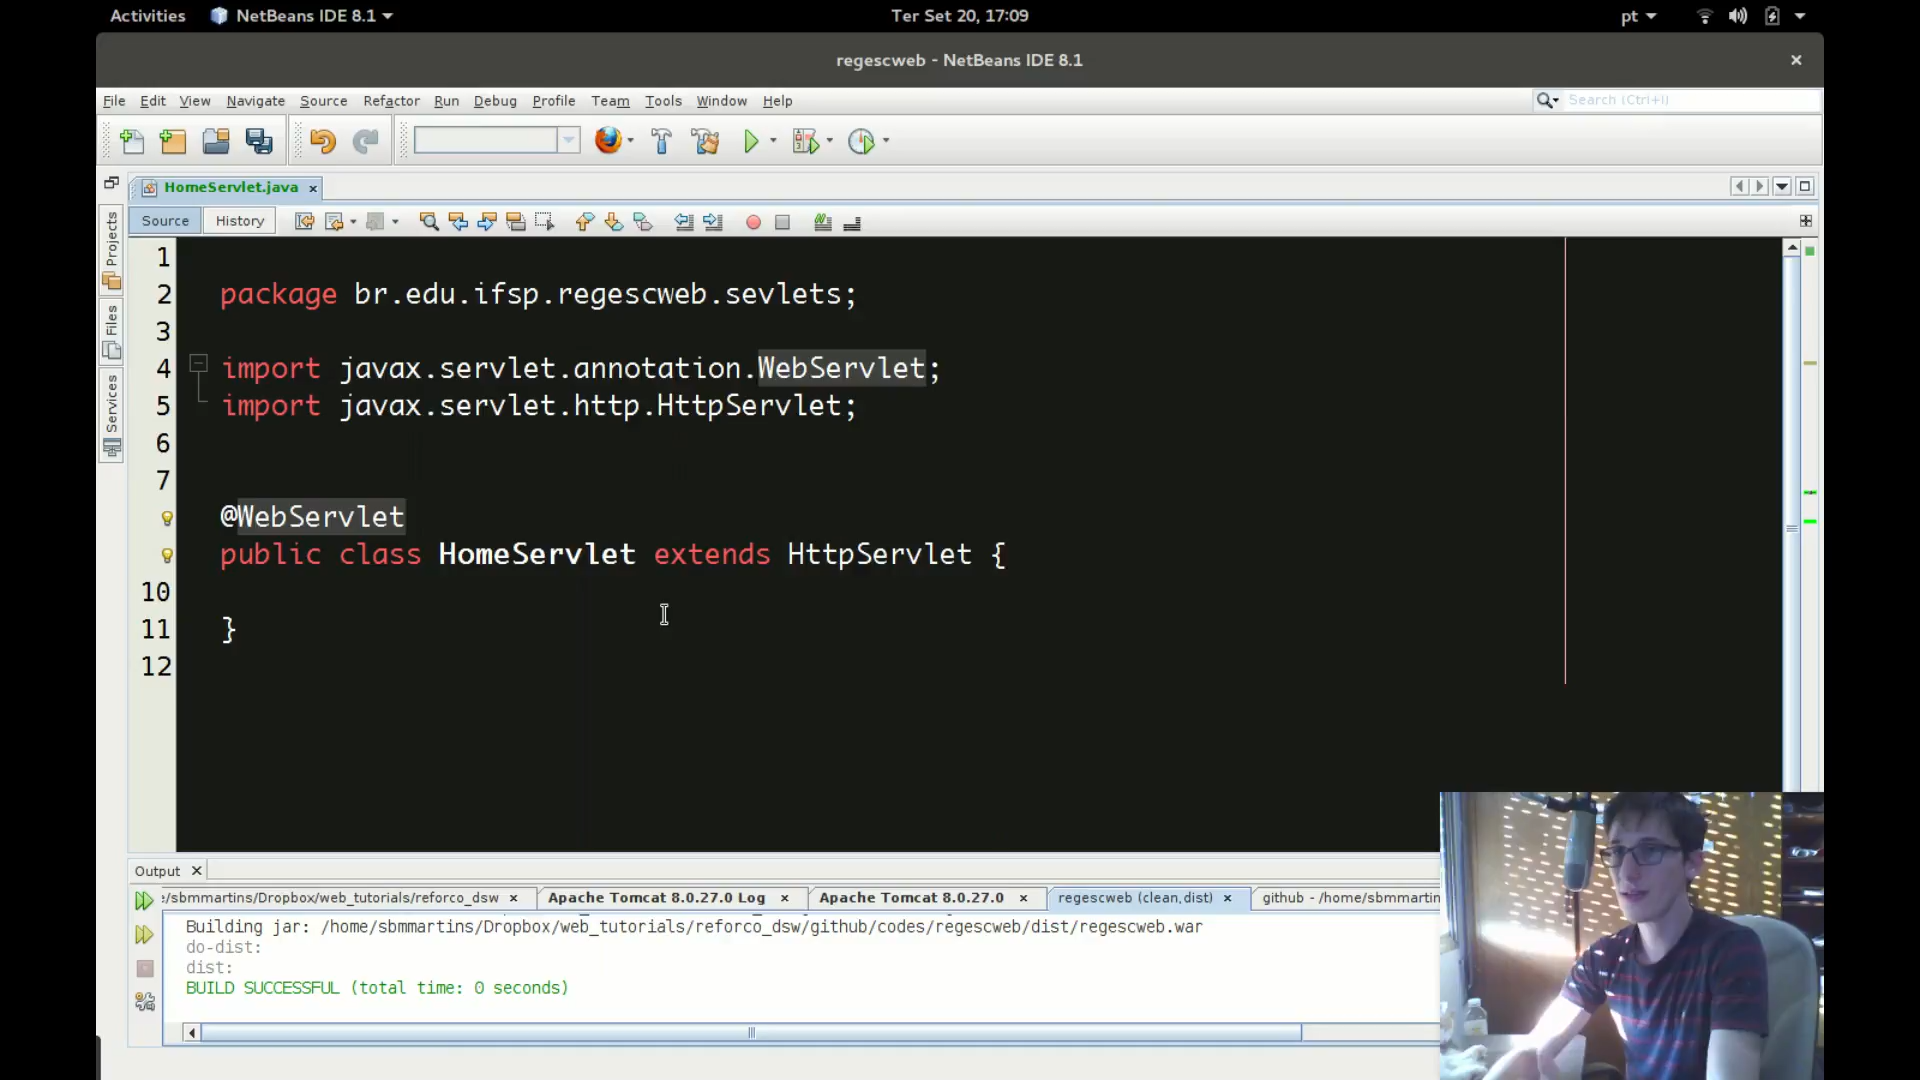 Activities NetBeans IDE 8.1 Ter Set 20, 17:09 pt
regescweb - NetBeans IDE 8.1
File Edit View Navigate Source Refactor Run Debug Profile Team Tools Window Help Search (Ctrl+I)
HomeServlet.java
Source History
Projects
Files
Services
1
2 package br.edu.ifsp.regescweb.sevlets;
3
4 import javax.servlet.annotation.WebServlet;
5 import javax.servlet.http.HttpServlet;
6
7
@WebServlet
public class HomeServlet extends HttpServlet {
10
11 }
12
Output
/sbmmartins/Dropbox/web_tutorials/reforco_dsw Apache Tomcat 8.0.27.0 Log Apache Tomcat 8.0.27.0 regescweb (clean,dist) github - /home/sbmmartin
Building jar: /home/sbmmartins/Dropbox/web_tutorials/reforco_dsw/github/codes/regescweb/dist/regescweb.war
do-dist:
dist:
BUILD SUCCESSFUL (total time: 0 seconds)